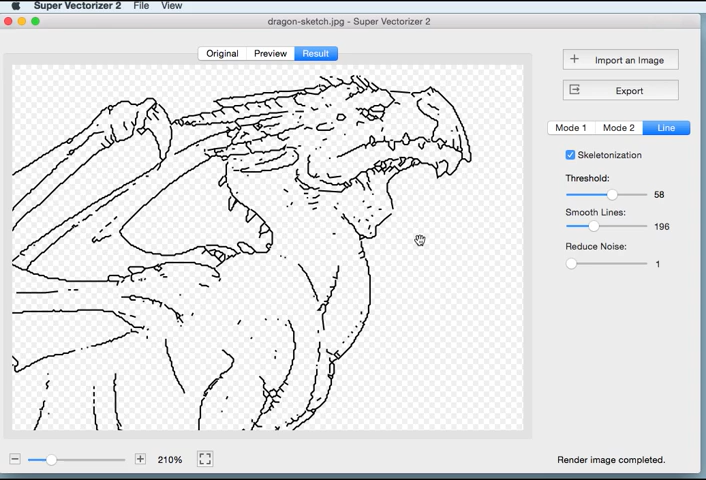 Super Vectorizer 2 File View
dragon-sketch.jpg - Super Vectorizer 2
Original Preview Result
Import an Image
Export
Mode 1 Mode 2 Line
Skeletonization
Threshold:
58
Smooth Lines:
196
Reduce Noise:
1
210%
Render image completed.